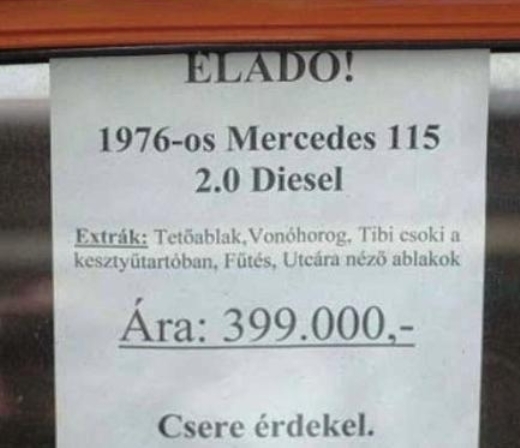 ELADÓ!
1976-os Mercedes 115
2.0 Diesel
Extrák: Tetőablak,Vonóhorog, Tibi csoki a
kesztyűtartóban, Fűtés, Utcára néző ablakok
Ára: 399.000,-
Csere érdekel.